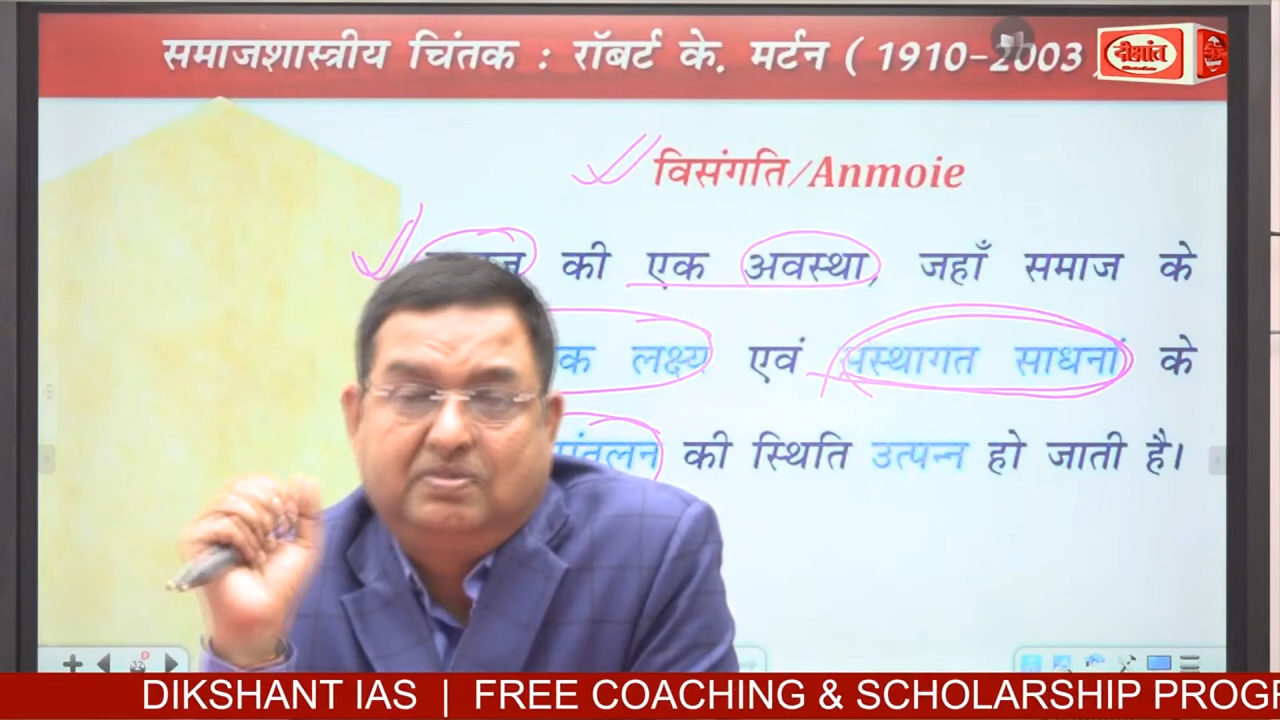 समाजशास्त्रीय चिंतक : रॉबर्ट के. मर्टन ( 1910-2003 )
दीक्षांत
विसंगति/Anmoie
की एक अवस्था, जहाँ समाज के
लक्ष्य एवं संस्थागत साधनों के
की स्थिति उत्पन्न हो जाती है।
DIKSHANT IAS | FREE COACHING & SCHOLARSHIP PROGR